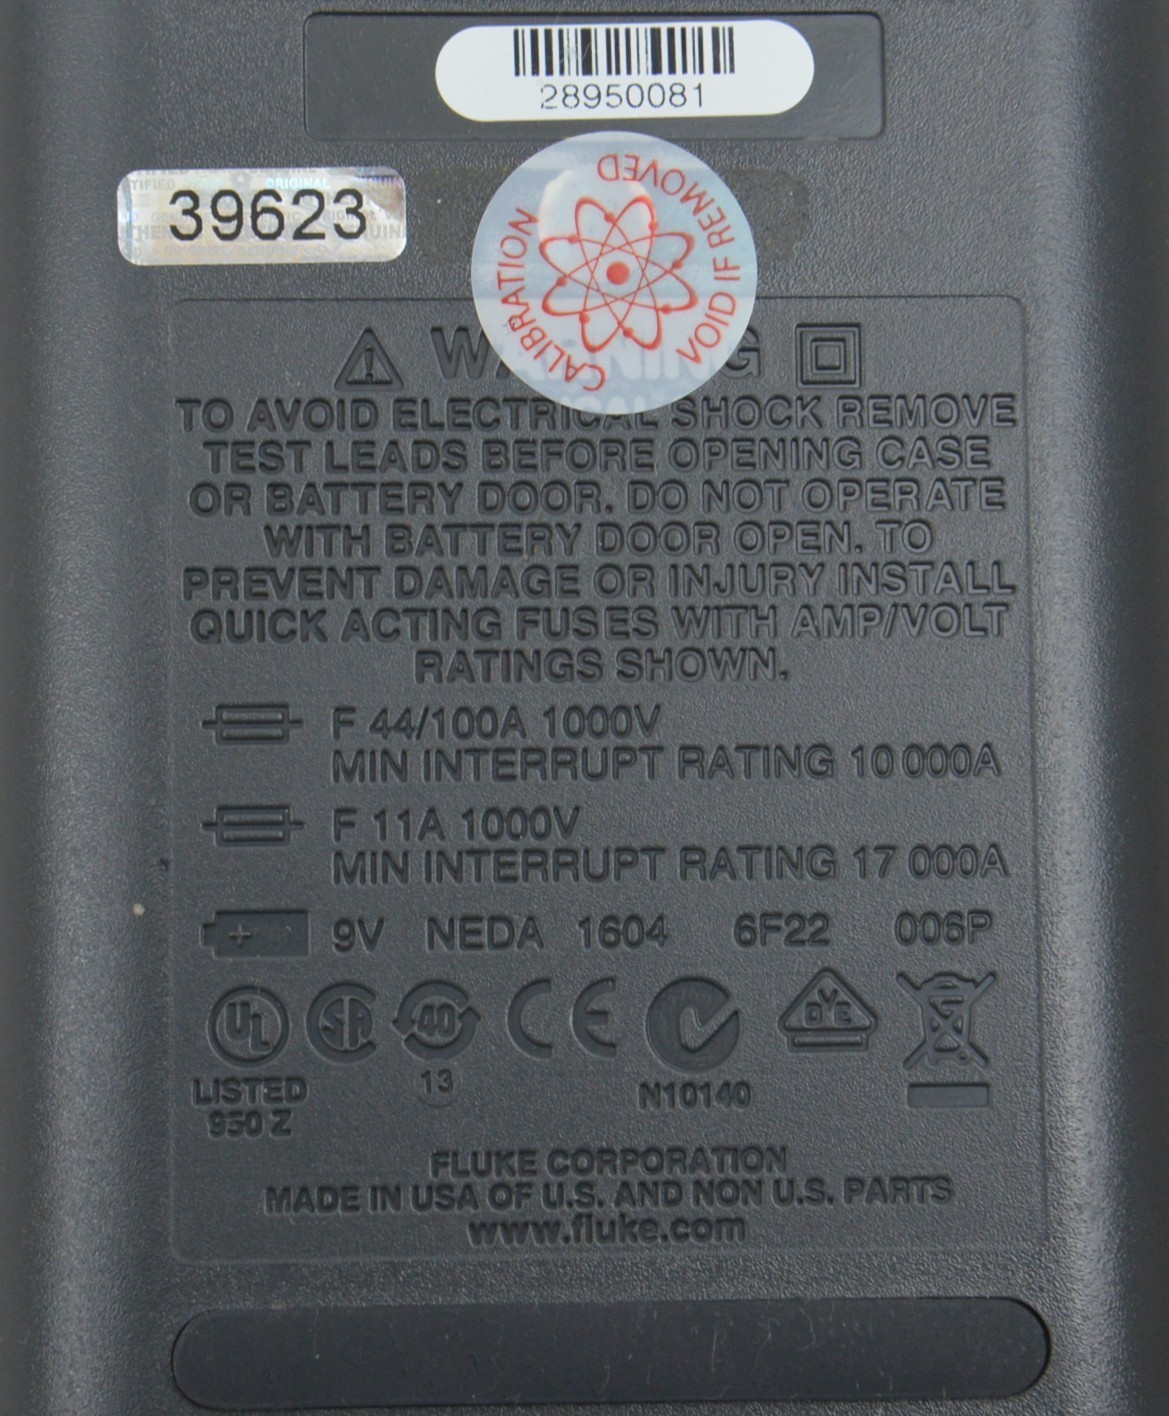 28950081
39623
CALIBRATION VOID IF REMOVED
WARNING
TO AVOID ELECTRICAL SHOCK REMOVE
TEST LEADS BEFORE OPENING CASE
OR BATTERY DOOR. DO NOT OPERATE
WITH BATTERY DOOR OPEN. TO
PREVENT DAMAGE OR INJURY INSTALL
QUICK ACTING FUSES WITH AMP/VOLT
RATINGS SHOWN.
F 44/100A 1000V
MIN INTERRUPT RATING 10 000A
F 11A 1000V
MIN INTERRUPT RATING 17 000A
+ 9V NEDA 1604 6F22 006P
UL SA 40 CE DVE
LISTED 13 N10140
950 Z
FLUKE CORPORATION
MADE IN USA OF U.S. AND NON U.S. PARTS
www.fluke.com